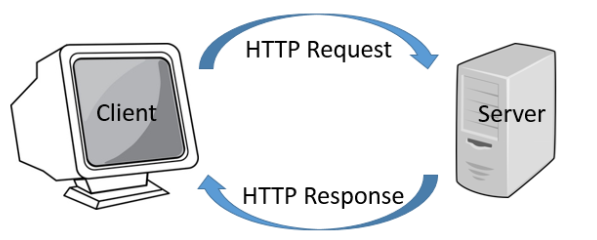 HTTP Request
Client
Server
HTTP Response